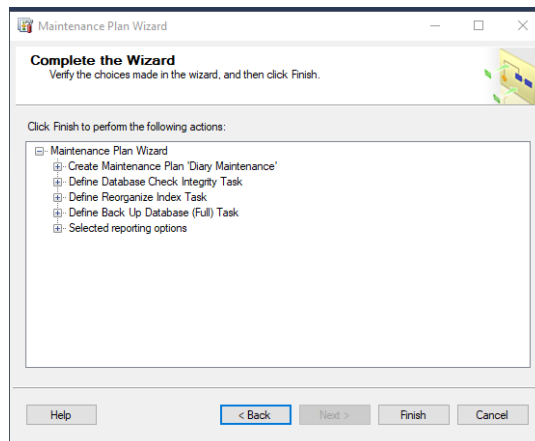 Maintenance Plan Wizard
Complete the Wizard
Verify the choices made in the wizard, and then click Finish.
Click Finish to perform the following actions:
Maintenance Plan Wizard
Create Maintenance Plan 'Diary Maintenance'
Define Database Check Integrity Task
Define Reorganize Index Task
Define Back Up Database (Full) Task
Selected reporting options
Help
< Back
Next >
Finish
Cancel